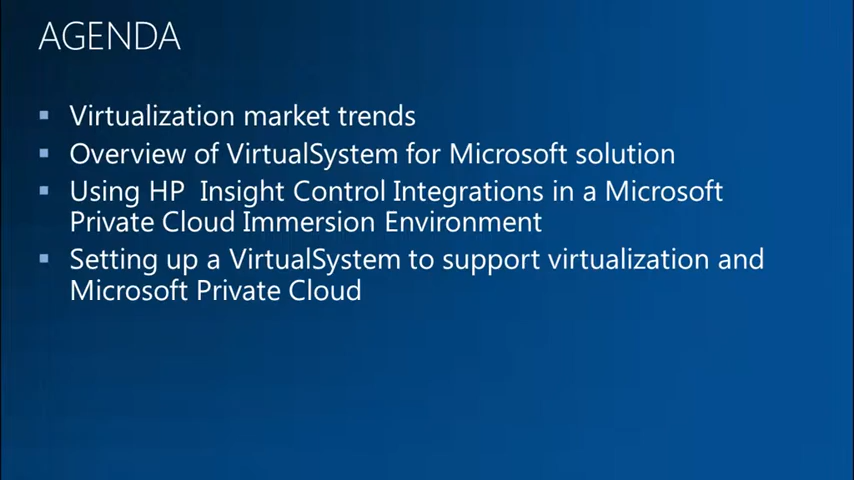 AGENDA
▪ Virtualization market trends
▪ Overview of VirtualSystem for Microsoft solution
▪ Using HP  Insight Control Integrations in a Microsoft
Private Cloud Immersion Environment
▪ Setting up a VirtualSystem to support virtualization and
Microsoft Private Cloud